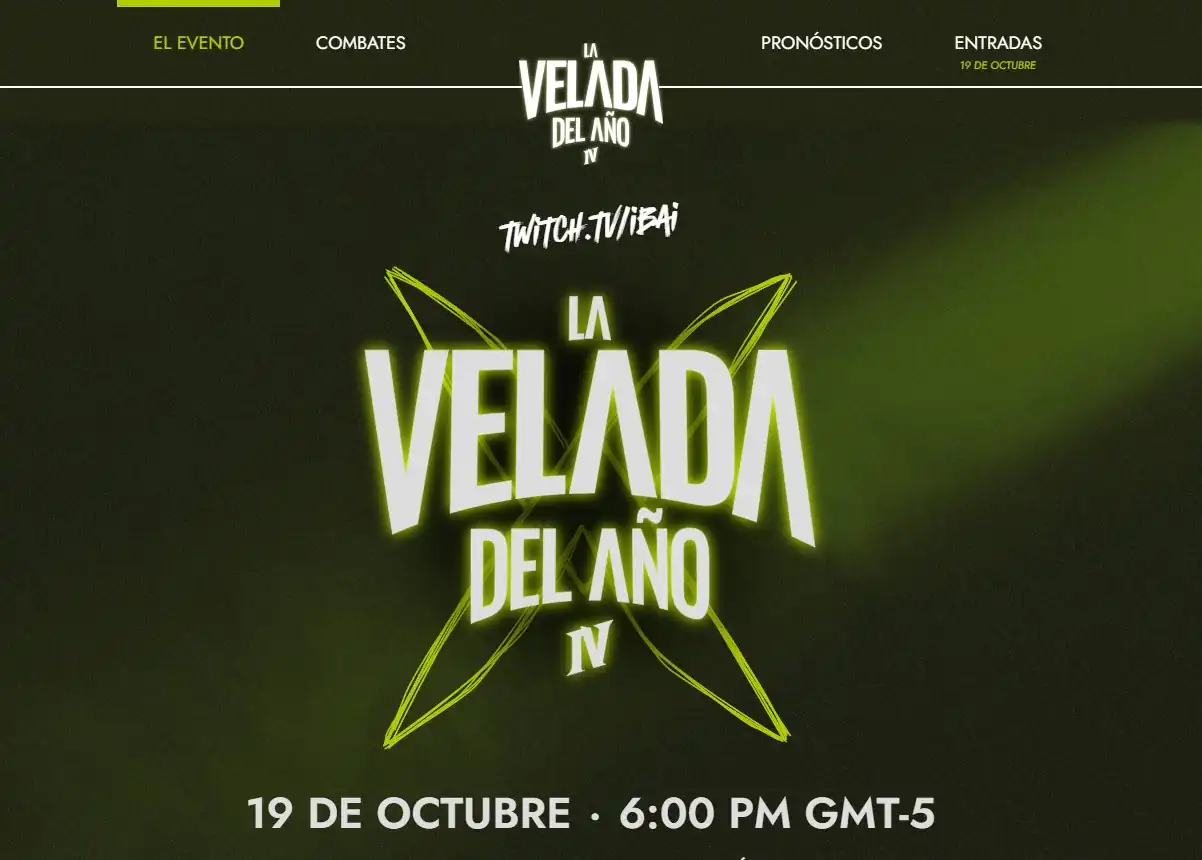 EL EVENTO
COMBATES
LA
VELADA
DEL AÑO
IV
PRONÓSTICOS
ENTRADAS
19 DE OCTUBRE
TWITCH.TV/IBAI
LA
VELADA
DEL AÑO
IV
19 DE OCTUBRE · 6:00 PM GMT-5